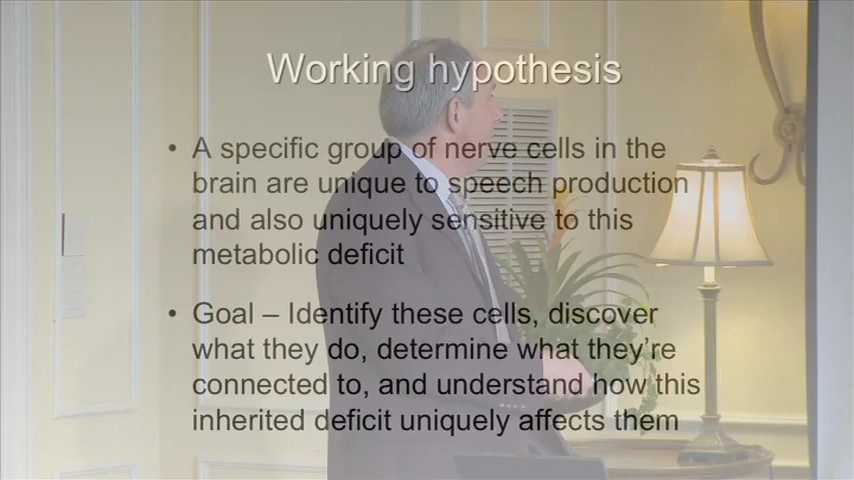 Working hypothesis
• A specific group of nerve cells in the
brain are unique to speech production
and also uniquely sensitive to this
metabolic deficit
• Goal – Identify these cells, discover
what they do, determine what they're
connected to, and understand how this
inherited deficit uniquely affects them